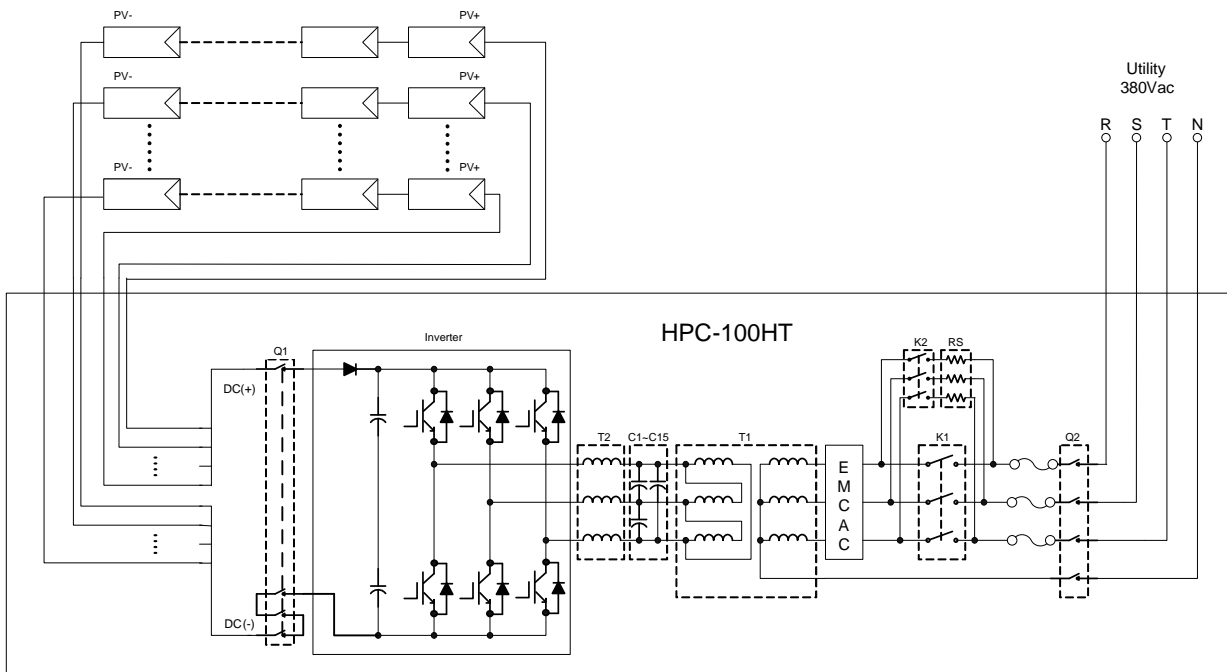 PV-
PV+
PV-
PV+
PV-
PV+
Utility
380Vac
R S T N
HPC-100HT
Inverter
Q1
DC(+)
DC(-)
T2
C1~C15
T1
K2
RS
K1
Q2
E
M
C
A
C